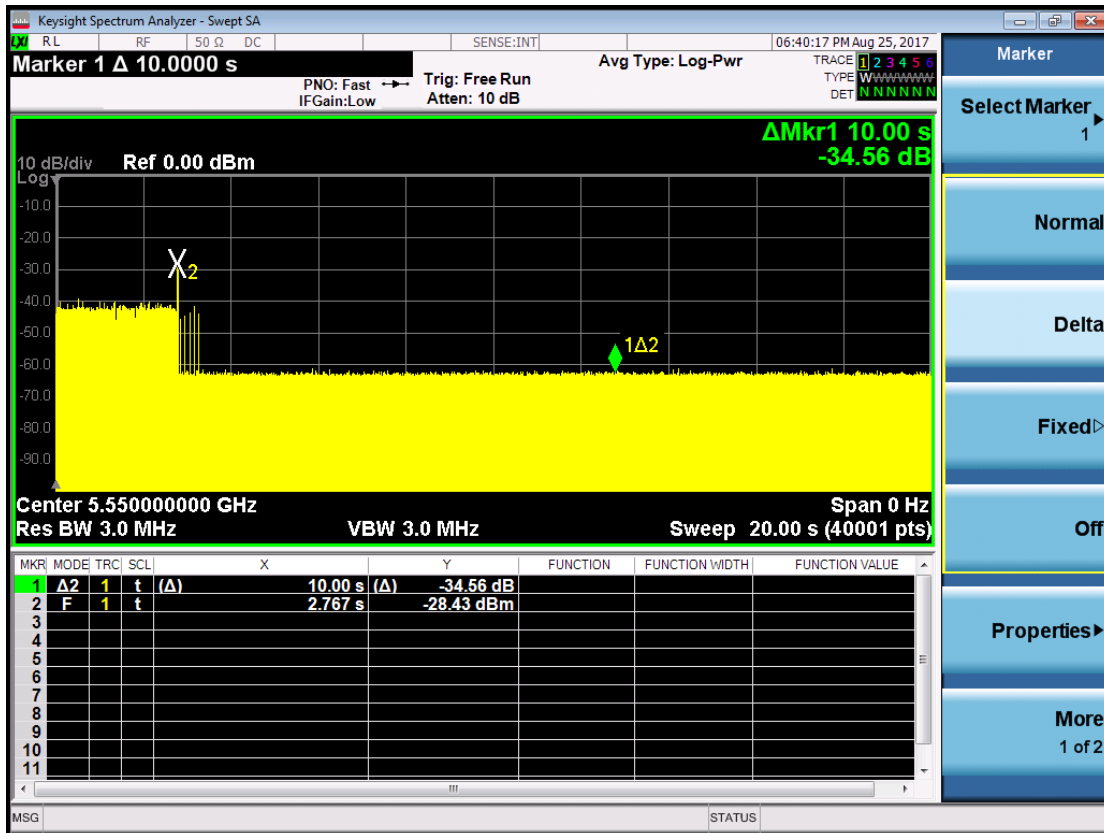 Keysight Spectrum Analyzer - Swept SA
LXI RL RF 50 Ω DC SENSE:INT 06:40:17 PM Aug 25, 2017
Marker 1 Δ 10.0000 s
PNO: Fast
IFGain:Low
Trig: Free Run
Atten: 10 dB
Avg Type: Log-Pwr
TRACE 1 2 3 4 5 6
TYPE WWWWWW
DET N N N N N N
ΔMkr1 10.00 s
-34.56 dB
10 dB/div Ref 0.00 dBm
Log
-10.0
-20.0
-30.0
-40.0
-50.0
-60.0
-70.0
-80.0
-90.0
X2
1Δ2
Center 5.550000000 GHz Span 0 Hz
Res BW 3.0 MHz VBW 3.0 MHz Sweep 20.00 s (40001 pts)
MKR MODE TRC SCL X Y FUNCTION FUNCTION WIDTH FUNCTION VALUE
1 Δ2 1 t (Δ) 10.00 s (Δ) -34.56 dB
2 F 1 t 2.767 s -28.43 dBm
3
4
5
6
7
8
9
10
11
MSG STATUS
Marker
Select Marker
1
Normal
Delta
Fixed
Off
Properties
More
1 of 2